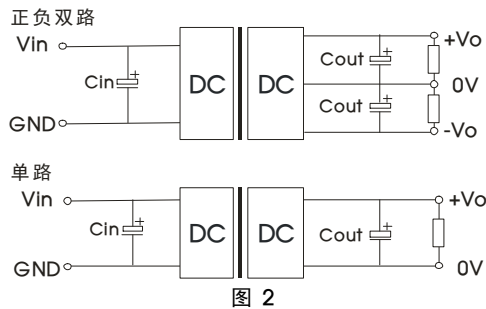 正负双路
Vin
+Vo
Cout
Cin
DC
DC
0V
Cout
GND
-Vo
单路
Vin
+Vo
Cin
DC
DC
Cout
GND
0V
图 2